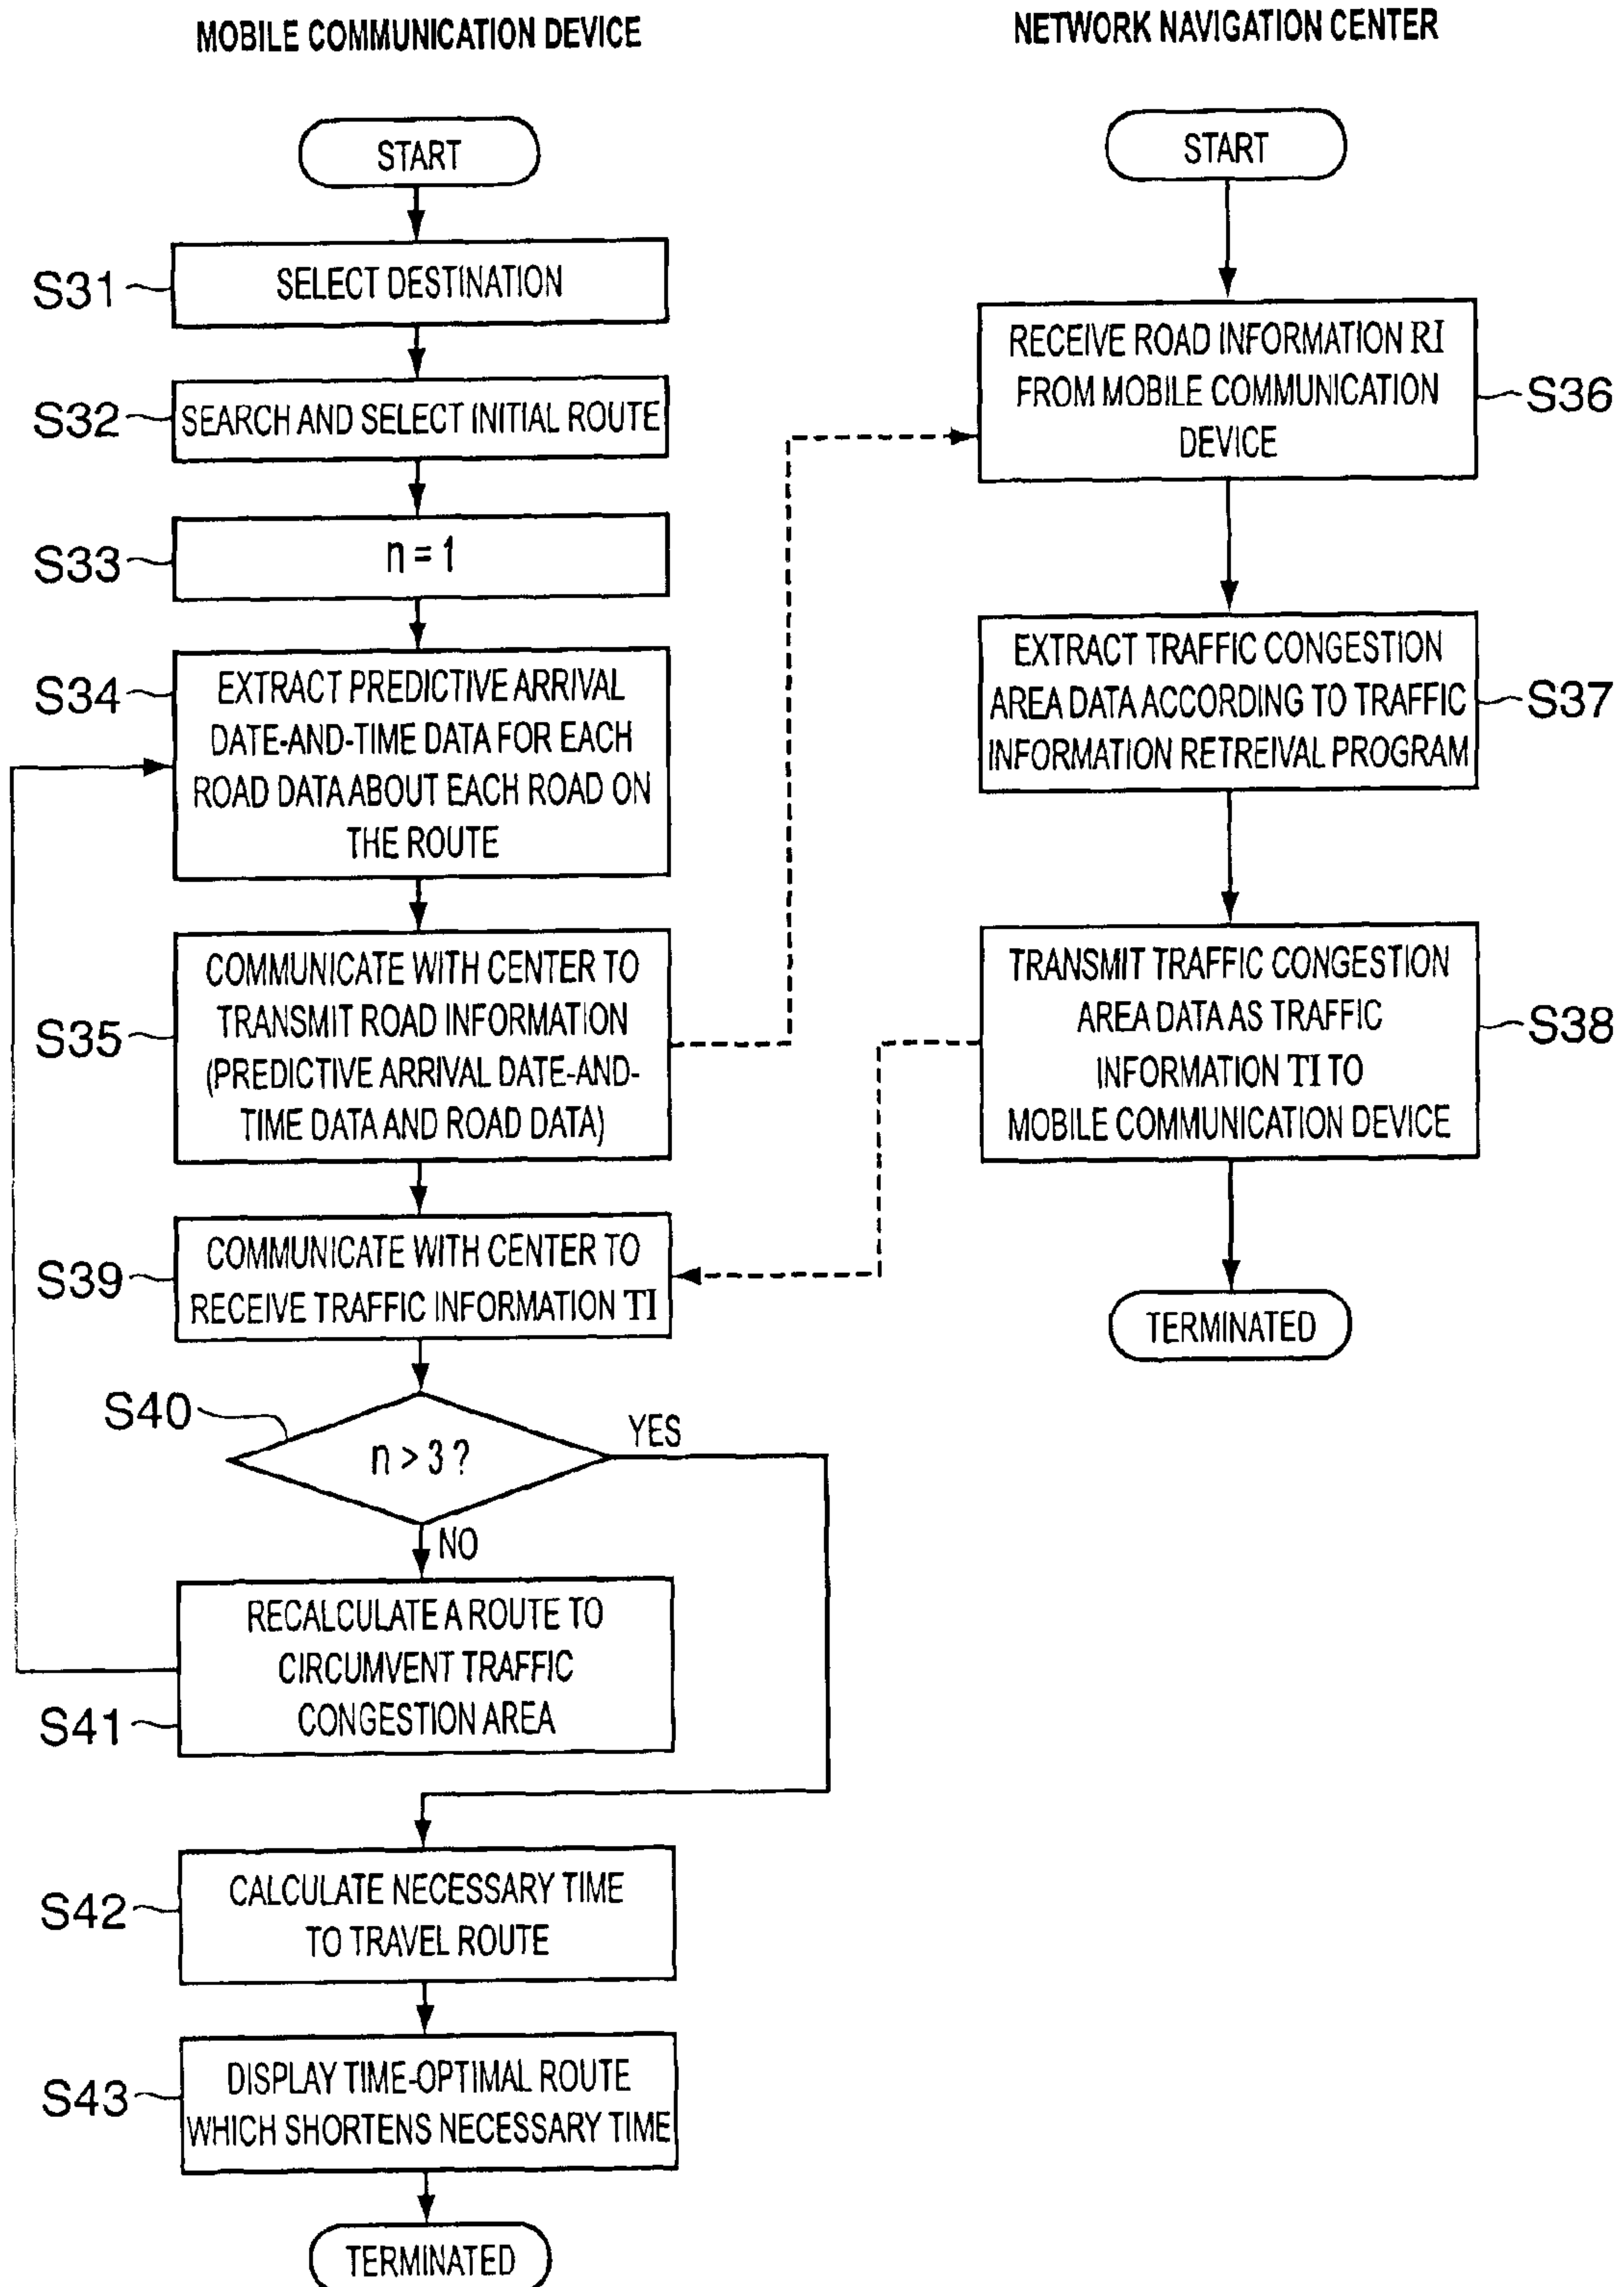 MOBILE COMMUNICATION DEVICE
START
S31
SELECT DESTINATION
S32
SEARCH AND SELECT INITIAL ROUTE
S33
n = 1
S34
EXTRACT PREDICTIVE ARRIVAL
DATE-AND-TIME DATA FOR EACH
ROAD DATA ABOUT EACH ROAD ON
THE ROUTE
S35
COMMUNICATE WITH CENTER TO
TRANSMIT ROAD INFORMATION
(PREDICTIVE ARRIVAL DATE-AND-
TIME DATA AND ROAD DATA)
S39
COMMUNICATE WITH CENTER TO
RECEIVE TRAFFIC INFORMATION TI
S40
n > 3 ?
YES
NO
RECALCULATE A ROUTE TO
CIRCUMVENT TRAFFIC
CONGESTION AREA
S41
S42
CALCULATE NECESSARY TIME
TO TRAVEL ROUTE
S43
DISPLAY TIME-OPTIMAL ROUTE
WHICH SHORTENS NECESSARY TIME
TERMINATED
NETWORK NAVIGATION CENTER
START
RECEIVE ROAD INFORMATION RI
FROM MOBILE COMMUNICATION
DEVICE
S36
EXTRACT TRAFFIC CONGESTION
AREA DATA ACCORDING TO TRAFFIC
INFORMATION RETREIVAL PROGRAM
S37
TRANSMIT TRAFFIC CONGESTION
AREA DATA AS TRAFFIC
INFORMATION TI TO
MOBILE COMMUNICATION DEVICE
S38
TERMINATED